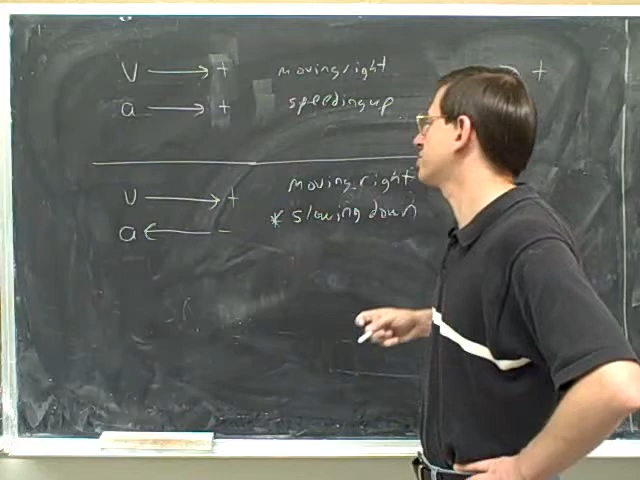 V → + moving right
a → + speeding up
+
v → + moving right
a ← − * slowing down